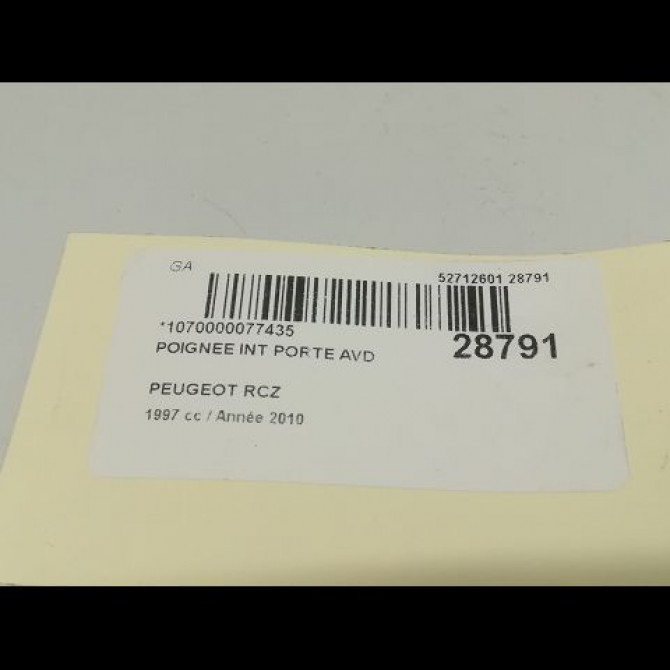 GA
52712601 28791
*1070000077435
28791
POIGNEE INT PORTE AVD
PEUGEOT RCZ
1997 cc / Année 2010